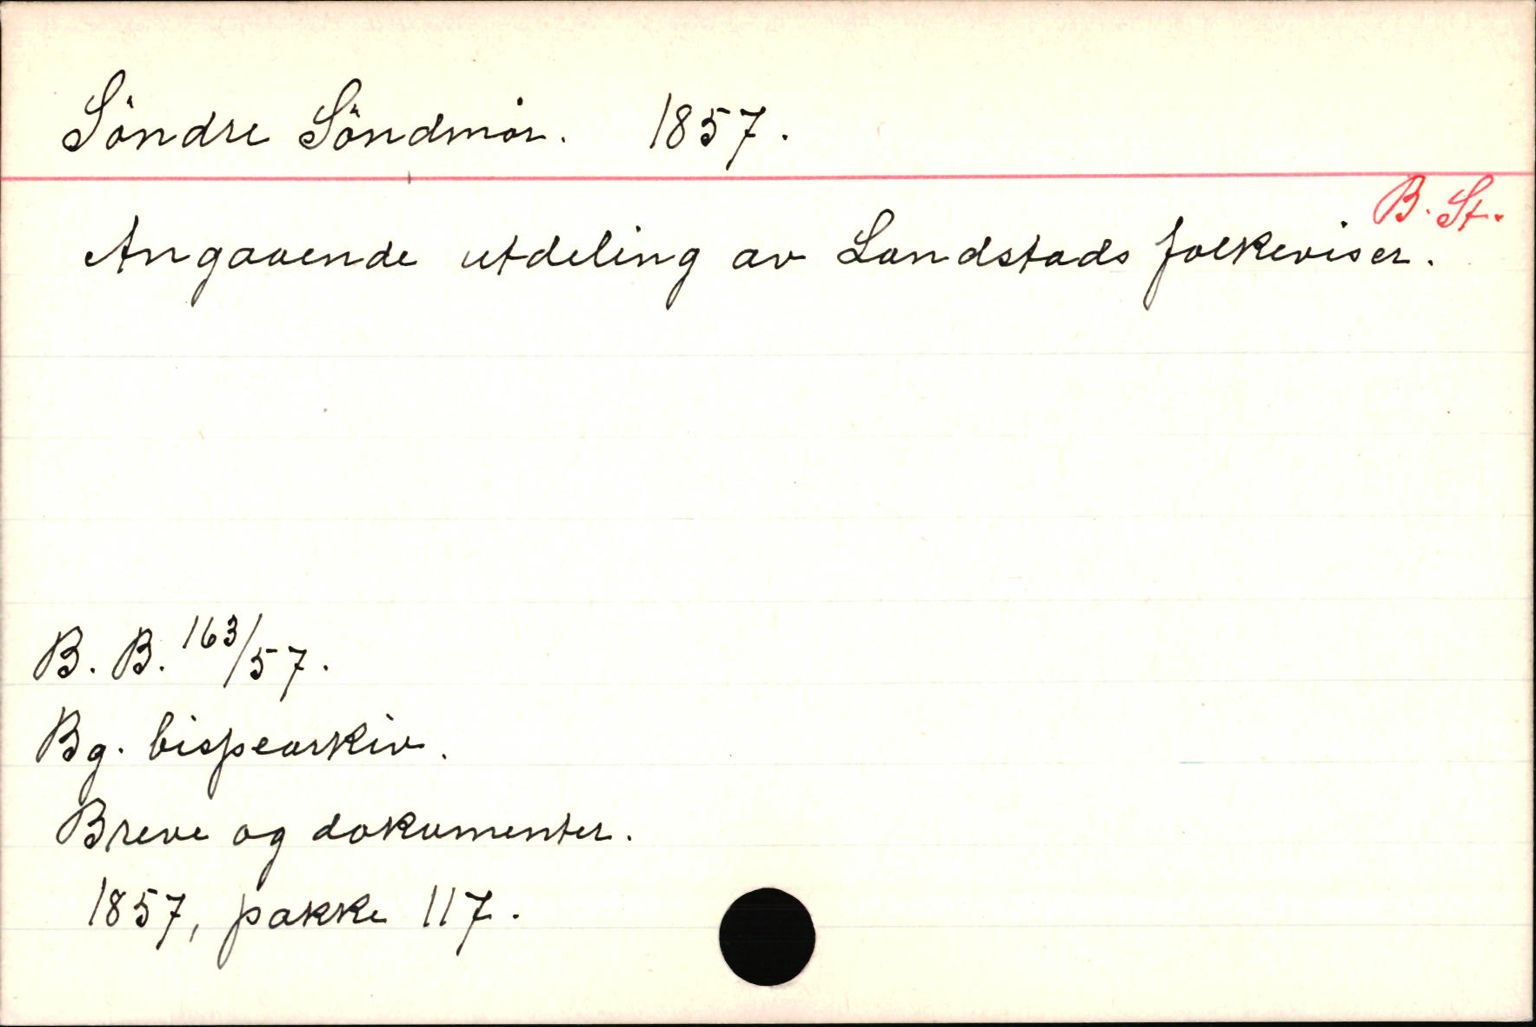 Söndre Söndmör. 1857.
B. St.
Angaaende utdeling av Landstads folkeviser.
B. B. 163/57.
Bg. bispearkiv.
Breve og dokumenter.
1857, pakke 117.